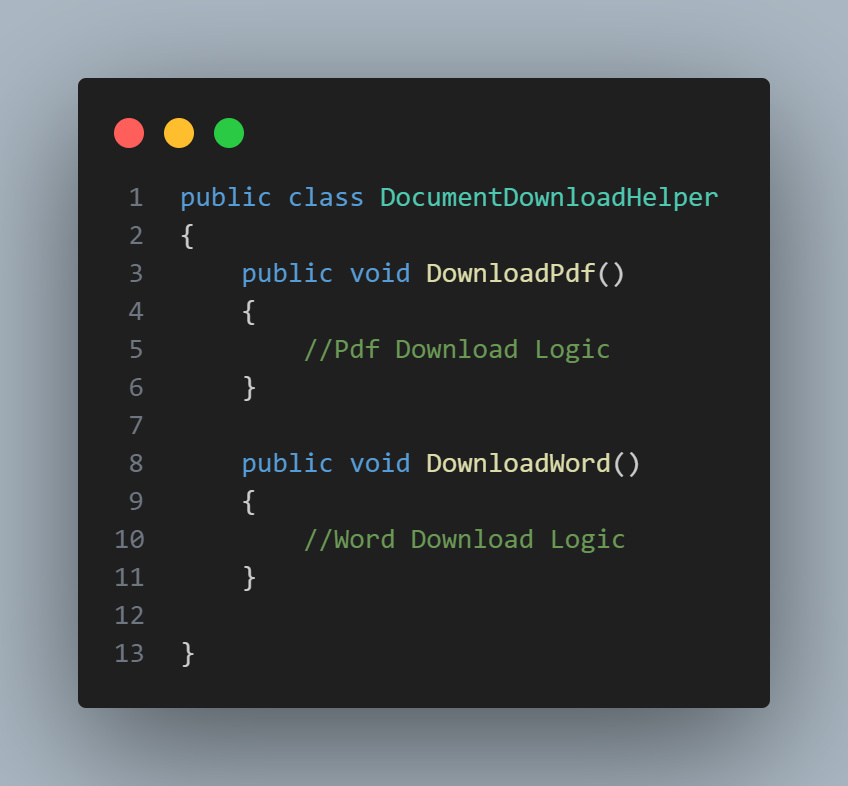 1 public class DocumentDownloadHelper
2 {
3     public void DownloadPdf()
4     {
5         //Pdf Download Logic
6     }
7
8     public void DownloadWord()
9     {
10         //Word Download Logic
11     }
12
13 }